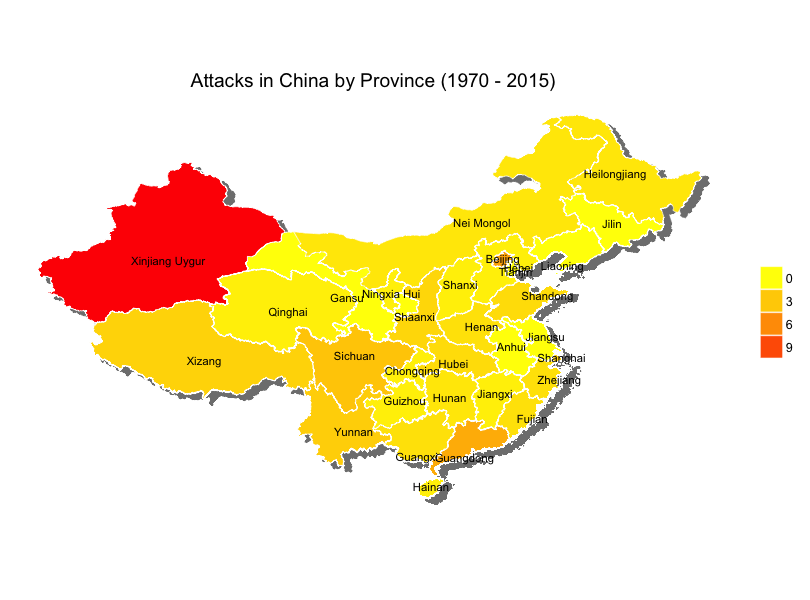 Attacks in China by Province (1970 - 2015)
Heilongjiang
Jilin
Nei Mongol
Xinjiang Uygur
Beijing
Hebei
Liaoning
Tianjin
Shanxi
Gansu
Ningxia Hui
Shandong
Qinghai
Shaanxi
Henan
Jiangsu
Anhui
Sichuan
Shanghai
Xizang
Hubei
Chongqing
Zhejiang
Guizhou
Hunan
Jiangxi
Fujian
Yunnan
Guangxi
Guangdong
Hainan
0
3
6
9